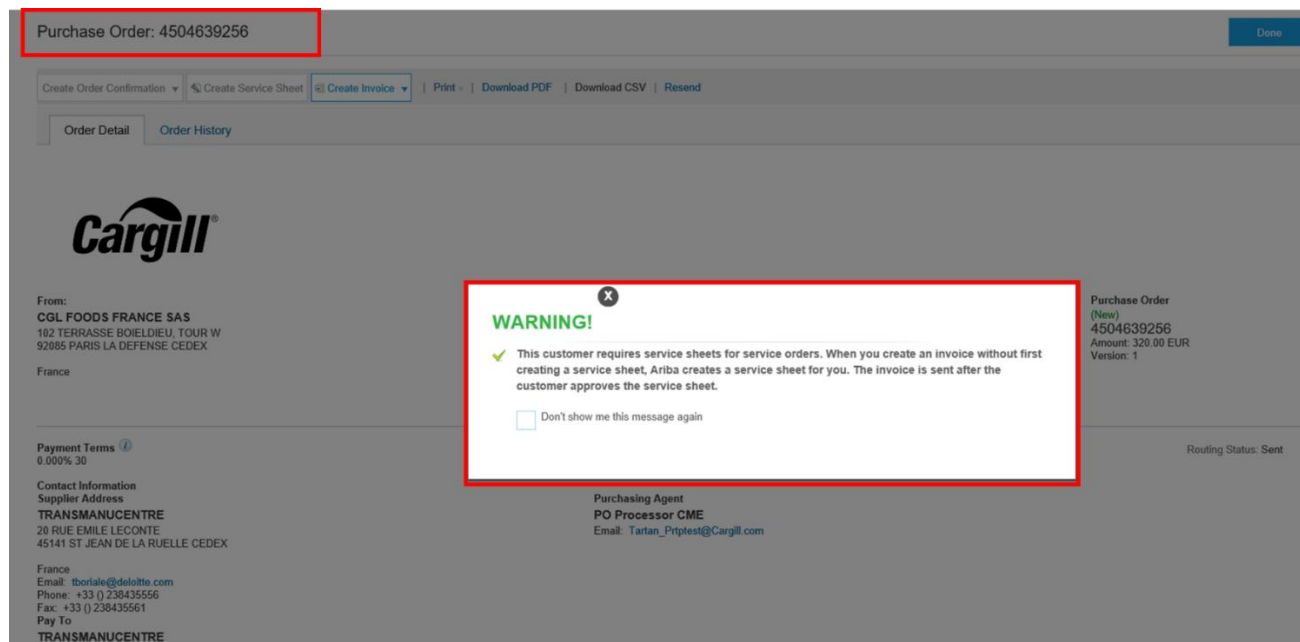 Purchase Order: 4504639256
Done
Create Order Confirmation
Create Service Sheet
Create Invoice
| Print | Download PDF | Download CSV | Resend
Order Detail
Order History
Cargill®
From:
CGL FOODS FRANCE SAS
102 TERRASSE BOIELDIEU, TOUR W
92085 PARIS LA DEFENSE CEDEX
France
X
WARNING!
This customer requires service sheets for service orders. When you create an invoice without first
creating a service sheet, Ariba creates a service sheet for you. The invoice is sent after the
customer approves the service sheet.
Don't show me this message again
Purchase Order
(New)
4504639256
Amount: 320.00 EUR
Version: 1
Payment Terms
0.000% 30
Routing Status: Sent
Contact Information
Supplier Address
TRANSMANUCENTRE
20 RUE EMILE LECONTE
45141 ST JEAN DE LA RUELLE CEDEX
France
Email: tboriale@deloitte.com
Phone: +33 () 238435556
Fax: +33 () 238435561
Pay To
TRANSMANUCENTRE
Purchasing Agent
PO Processor CME
Email: Tartan_Prtptest@Cargill.com